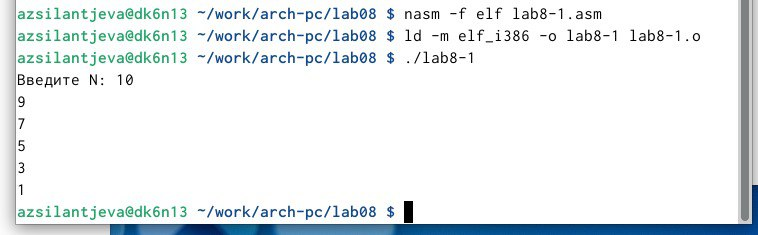 azsilantjeva@dk6n13 ~/work/arch-pc/lab08 $ nasm -f elf lab8-1.asm
azsilantjeva@dk6n13 ~/work/arch-pc/lab08 $ ld -m elf_i386 -o lab8-1 lab8-1.o
azsilantjeva@dk6n13 ~/work/arch-pc/lab08 $ ./lab8-1
Введите N: 10
9
7
5
3
1
azsilantjeva@dk6n13 ~/work/arch-pc/lab08 $